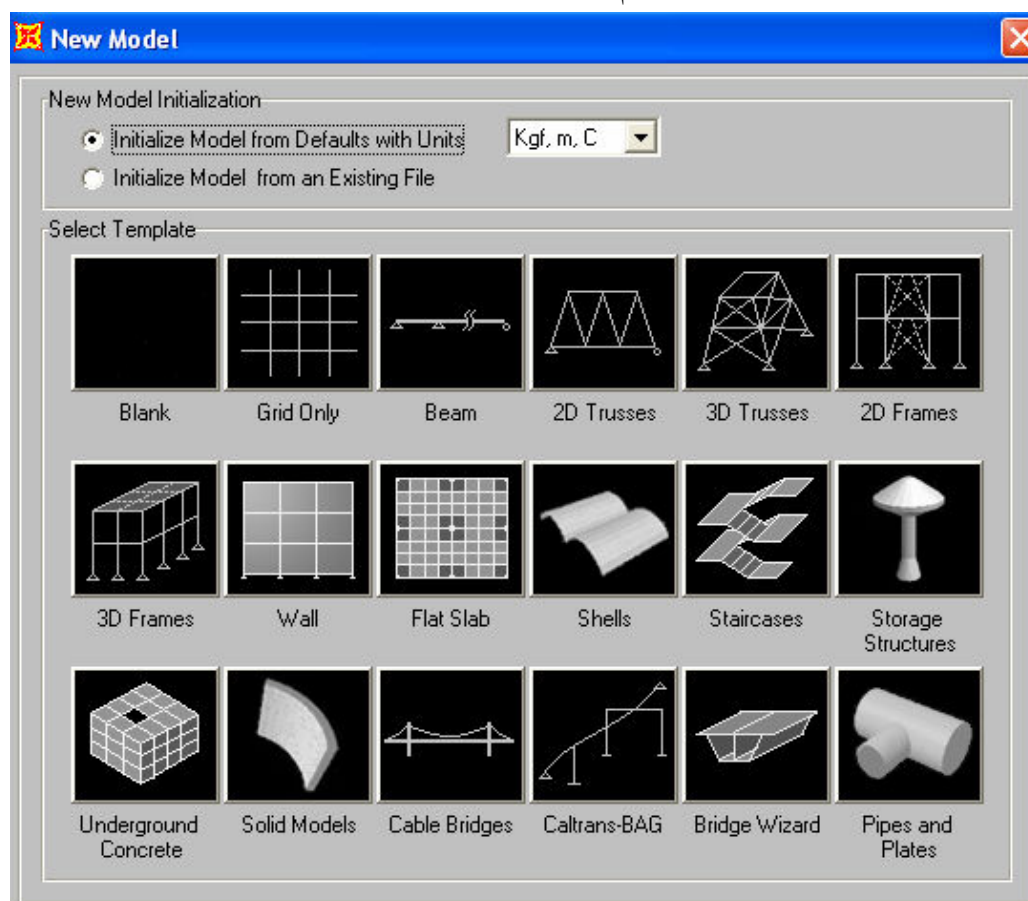 New Model
New Model Initialization
Initialize Model from Defaults with Units
Kgf, m, C
Initialize Model from an Existing File
Select Template
Blank
Grid Only
Beam
2D Trusses
3D Trusses
2D Frames
3D Frames
Wall
Flat Slab
Shells
Staircases
Storage
Structures
Underground
Concrete
Solid Models
Cable Bridges
Caltrans-BAG
Bridge Wizard
Pipes and
Plates